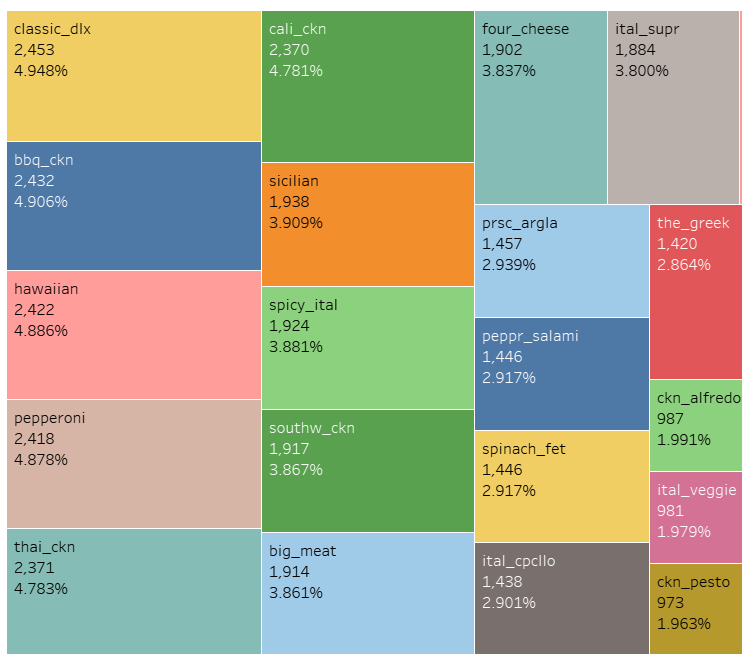 classic_dlx
2,453
4.948%
bbq_ckn
2,432
4.906%
hawaiian
2,422
4.886%
pepperoni
2,418
4.878%
thai_ckn
2,371
4.783%
cali_ckn
2,370
4.781%
sicilian
1,938
3.909%
spicy_ital
1,924
3.881%
southw_ckn
1,917
3.867%
big_meat
1,914
3.861%
four_cheese
1,902
3.837%
ital_supr
1,884
3.800%
prsc_argla
1,457
2.939%
peppr_salami
1,446
2.917%
spinach_fet
1,446
2.917%
ital_cpcllo
1,438
2.901%
the_greek
1,420
2.864%
ckn_alfredo
987
1.991%
ital_veggie
981
1.979%
ckn_pesto
973
1.963%